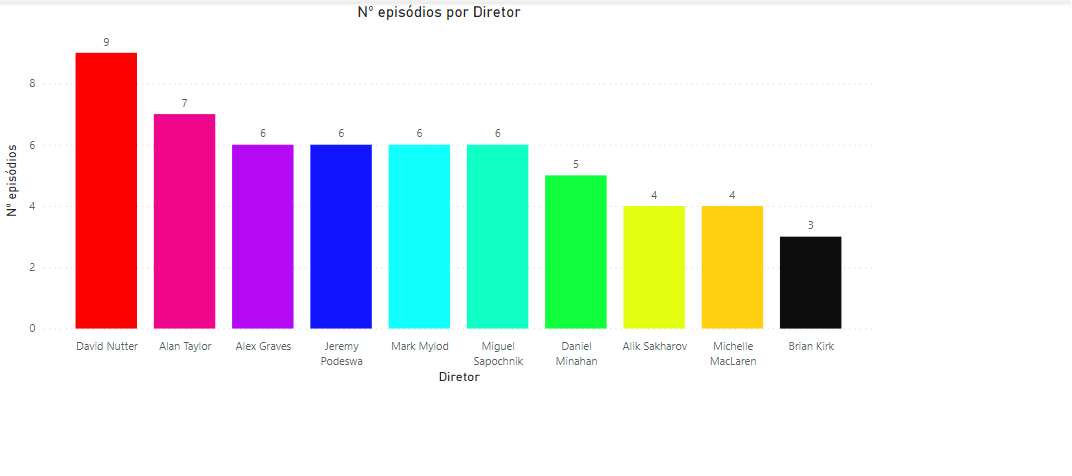 Nº episódios por Diretor
Nº episódios
8
6
4
2
0
9
7
6
6
6
6
5
4
4
3
David Nutter
Alan Taylor
Alex Graves
Jeremy
Podeswa
Mark Mylod
Miguel
Sapochnik
Daniel
Minahan
Alik Sakharov
Michelle
MacLaren
Brian Kirk
Diretor